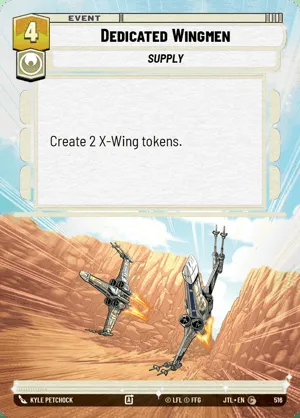 4
EVENT
DEDICATED WINGMEN
SUPPLY
Create 2 X-Wing tokens.
KYLE PETCHOCK
© LFL © FFG
JTL • EN
C
516